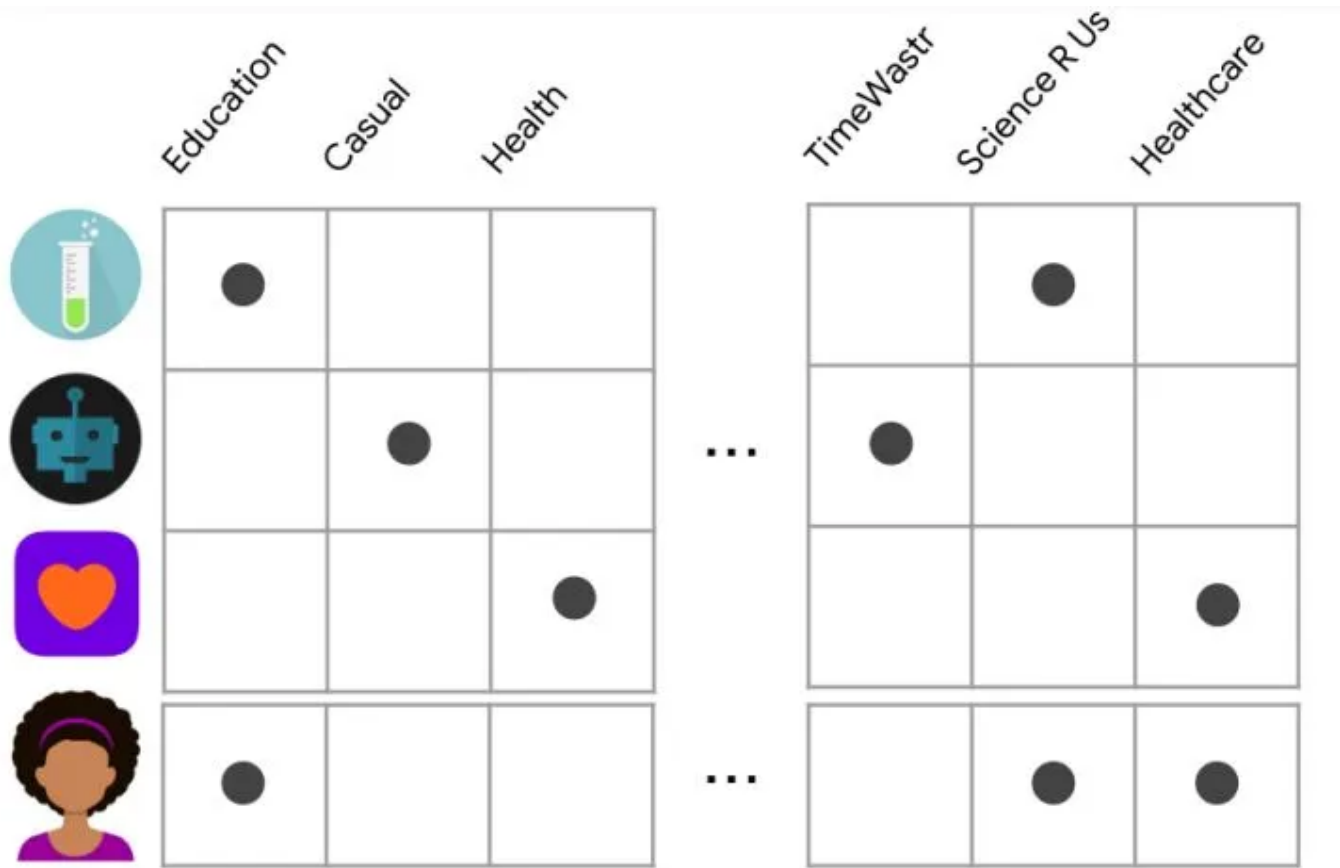 Education
Casual
Health
TimeWastr
Science R Us
Healthcare
...
...